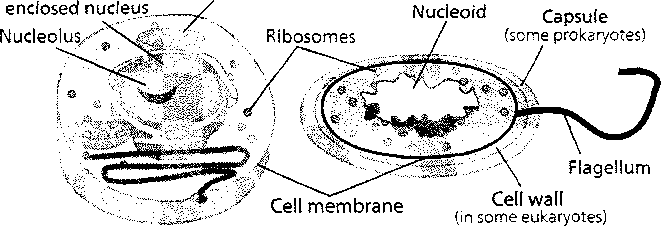 enclosed nucleus
Nucleolus
Ribosomes
Nucleoid
Capsule
(some prokaryotes)
Flagellum
Cell membrane
Cell wall
(in some eukaryotes)